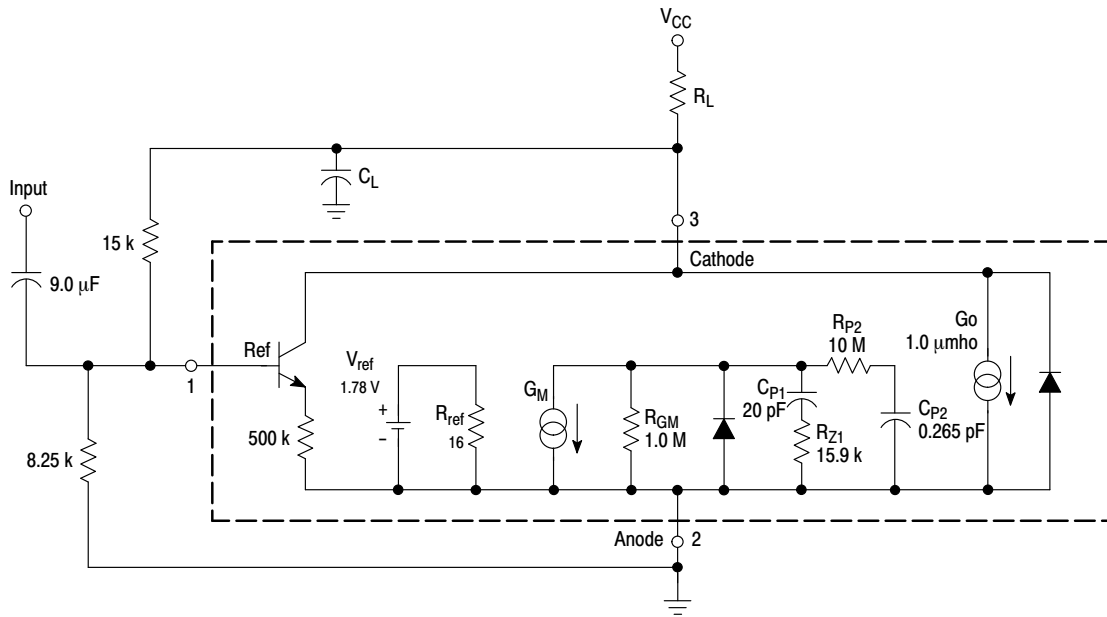 VCC
RL
Input
CL
15 k
3
9.0 μF
Cathode
Ref
1
Vref
1.78 V
+
-
Rref
16
GM
RGM
1.0 M
CP1
20 pF
RZ1
15.9 k
RP2
10 M
CP2
0.265 pF
Go
1.0 μmho
500 k
8.25 k
Anode
2